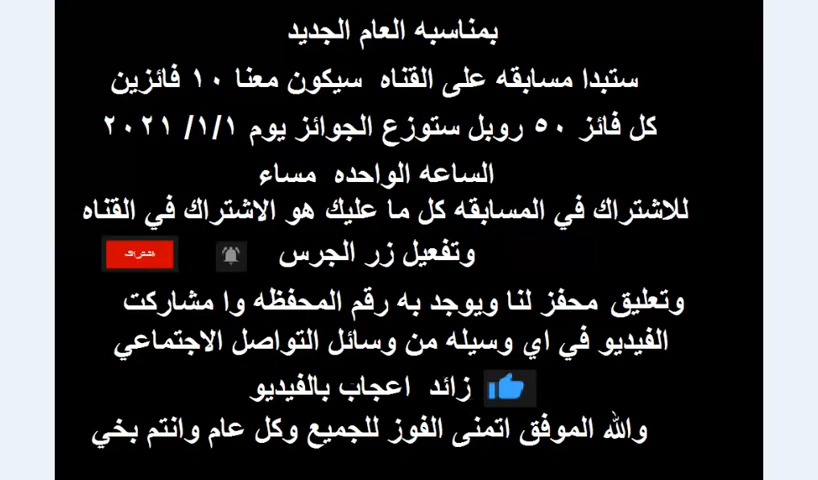 بمناسبه العام الجديد
ستبدا مسابقه على القناه سيكون معنا ١٠ فائزين
كل فائز ٥٠ روبل ستوزع الجوائز يوم ١/١/ ٢٠٢١
الساعه الواحده مساء
للاشتراك في المسابقه كل ما عليك هو الاشتراك في القناه
وتفعيل زر الجرس
اشتراك
وتعليق محفز لنا ويوجد به رقم المحفظه وا مشاركت
الفيديو في اي وسيله من وسائل التواصل الاجتماعي
زائد اعجاب بالفيديو
والله الموفق اتمنى الفوز للجميع وكل عام وانتم بخي